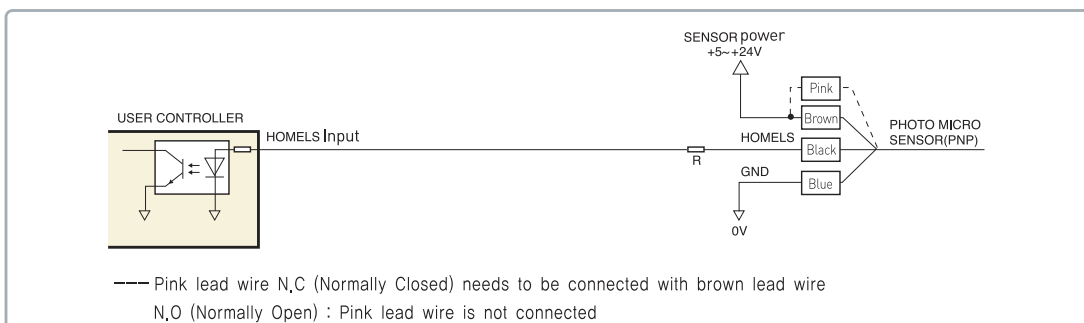 SENSOR power
+5~+24V
Pink
USER CONTROLLER
Brown
PHOTO MICRO
SENSOR(PNP)
HOMELS Input
HOMELS
Black
R
GND
Blue
0V
--- Pink lead wire N.C (Normally Closed) needs to be connected with brown lead wire
N.O (Normally Open) : Pink lead wire is not connected